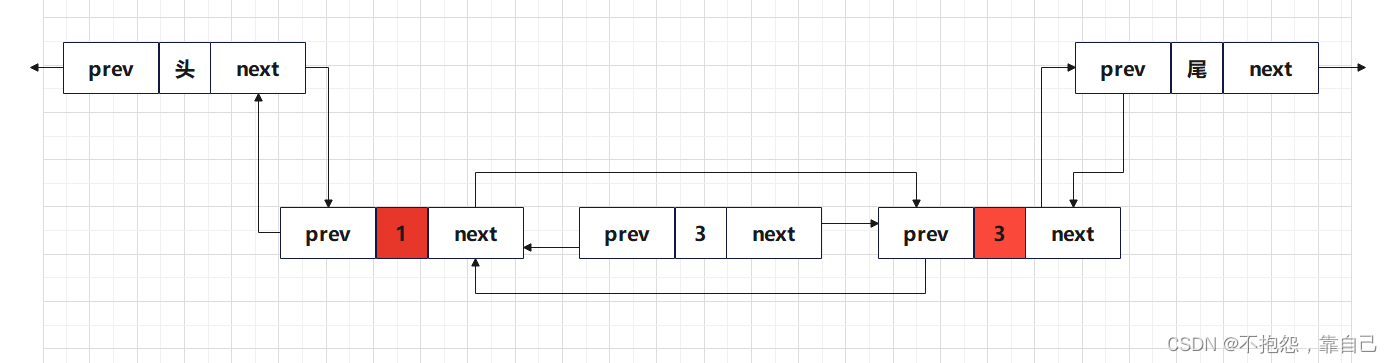 prev 头 next
prev 尾 next
prev 1 next
prev 3 next
prev 3 next
CSDN @不抱怨，靠自己